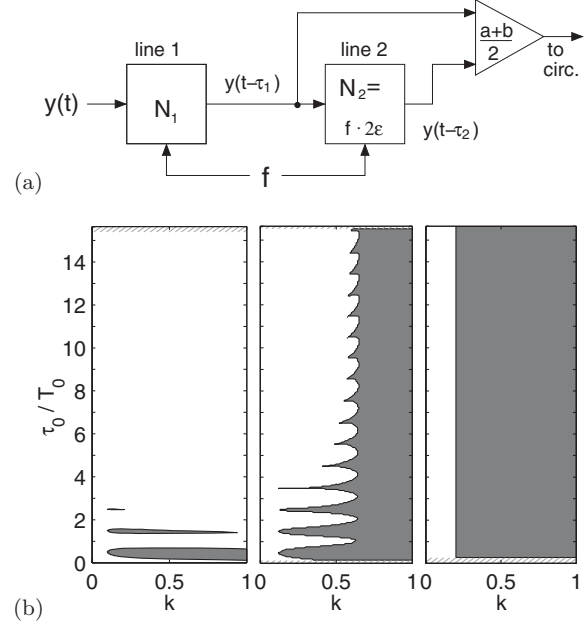 line 1
line 2
a+b
2
to
circ.
y(t)
N1
y(t−τ1)
N2=
f · 2ε
y(t−τ2)
f
(a)
τ0 / T0
14
12
10
8
6
4
2
0
0 0.5 1 0 0.5 1 0 0.5 1
k k k
(b)